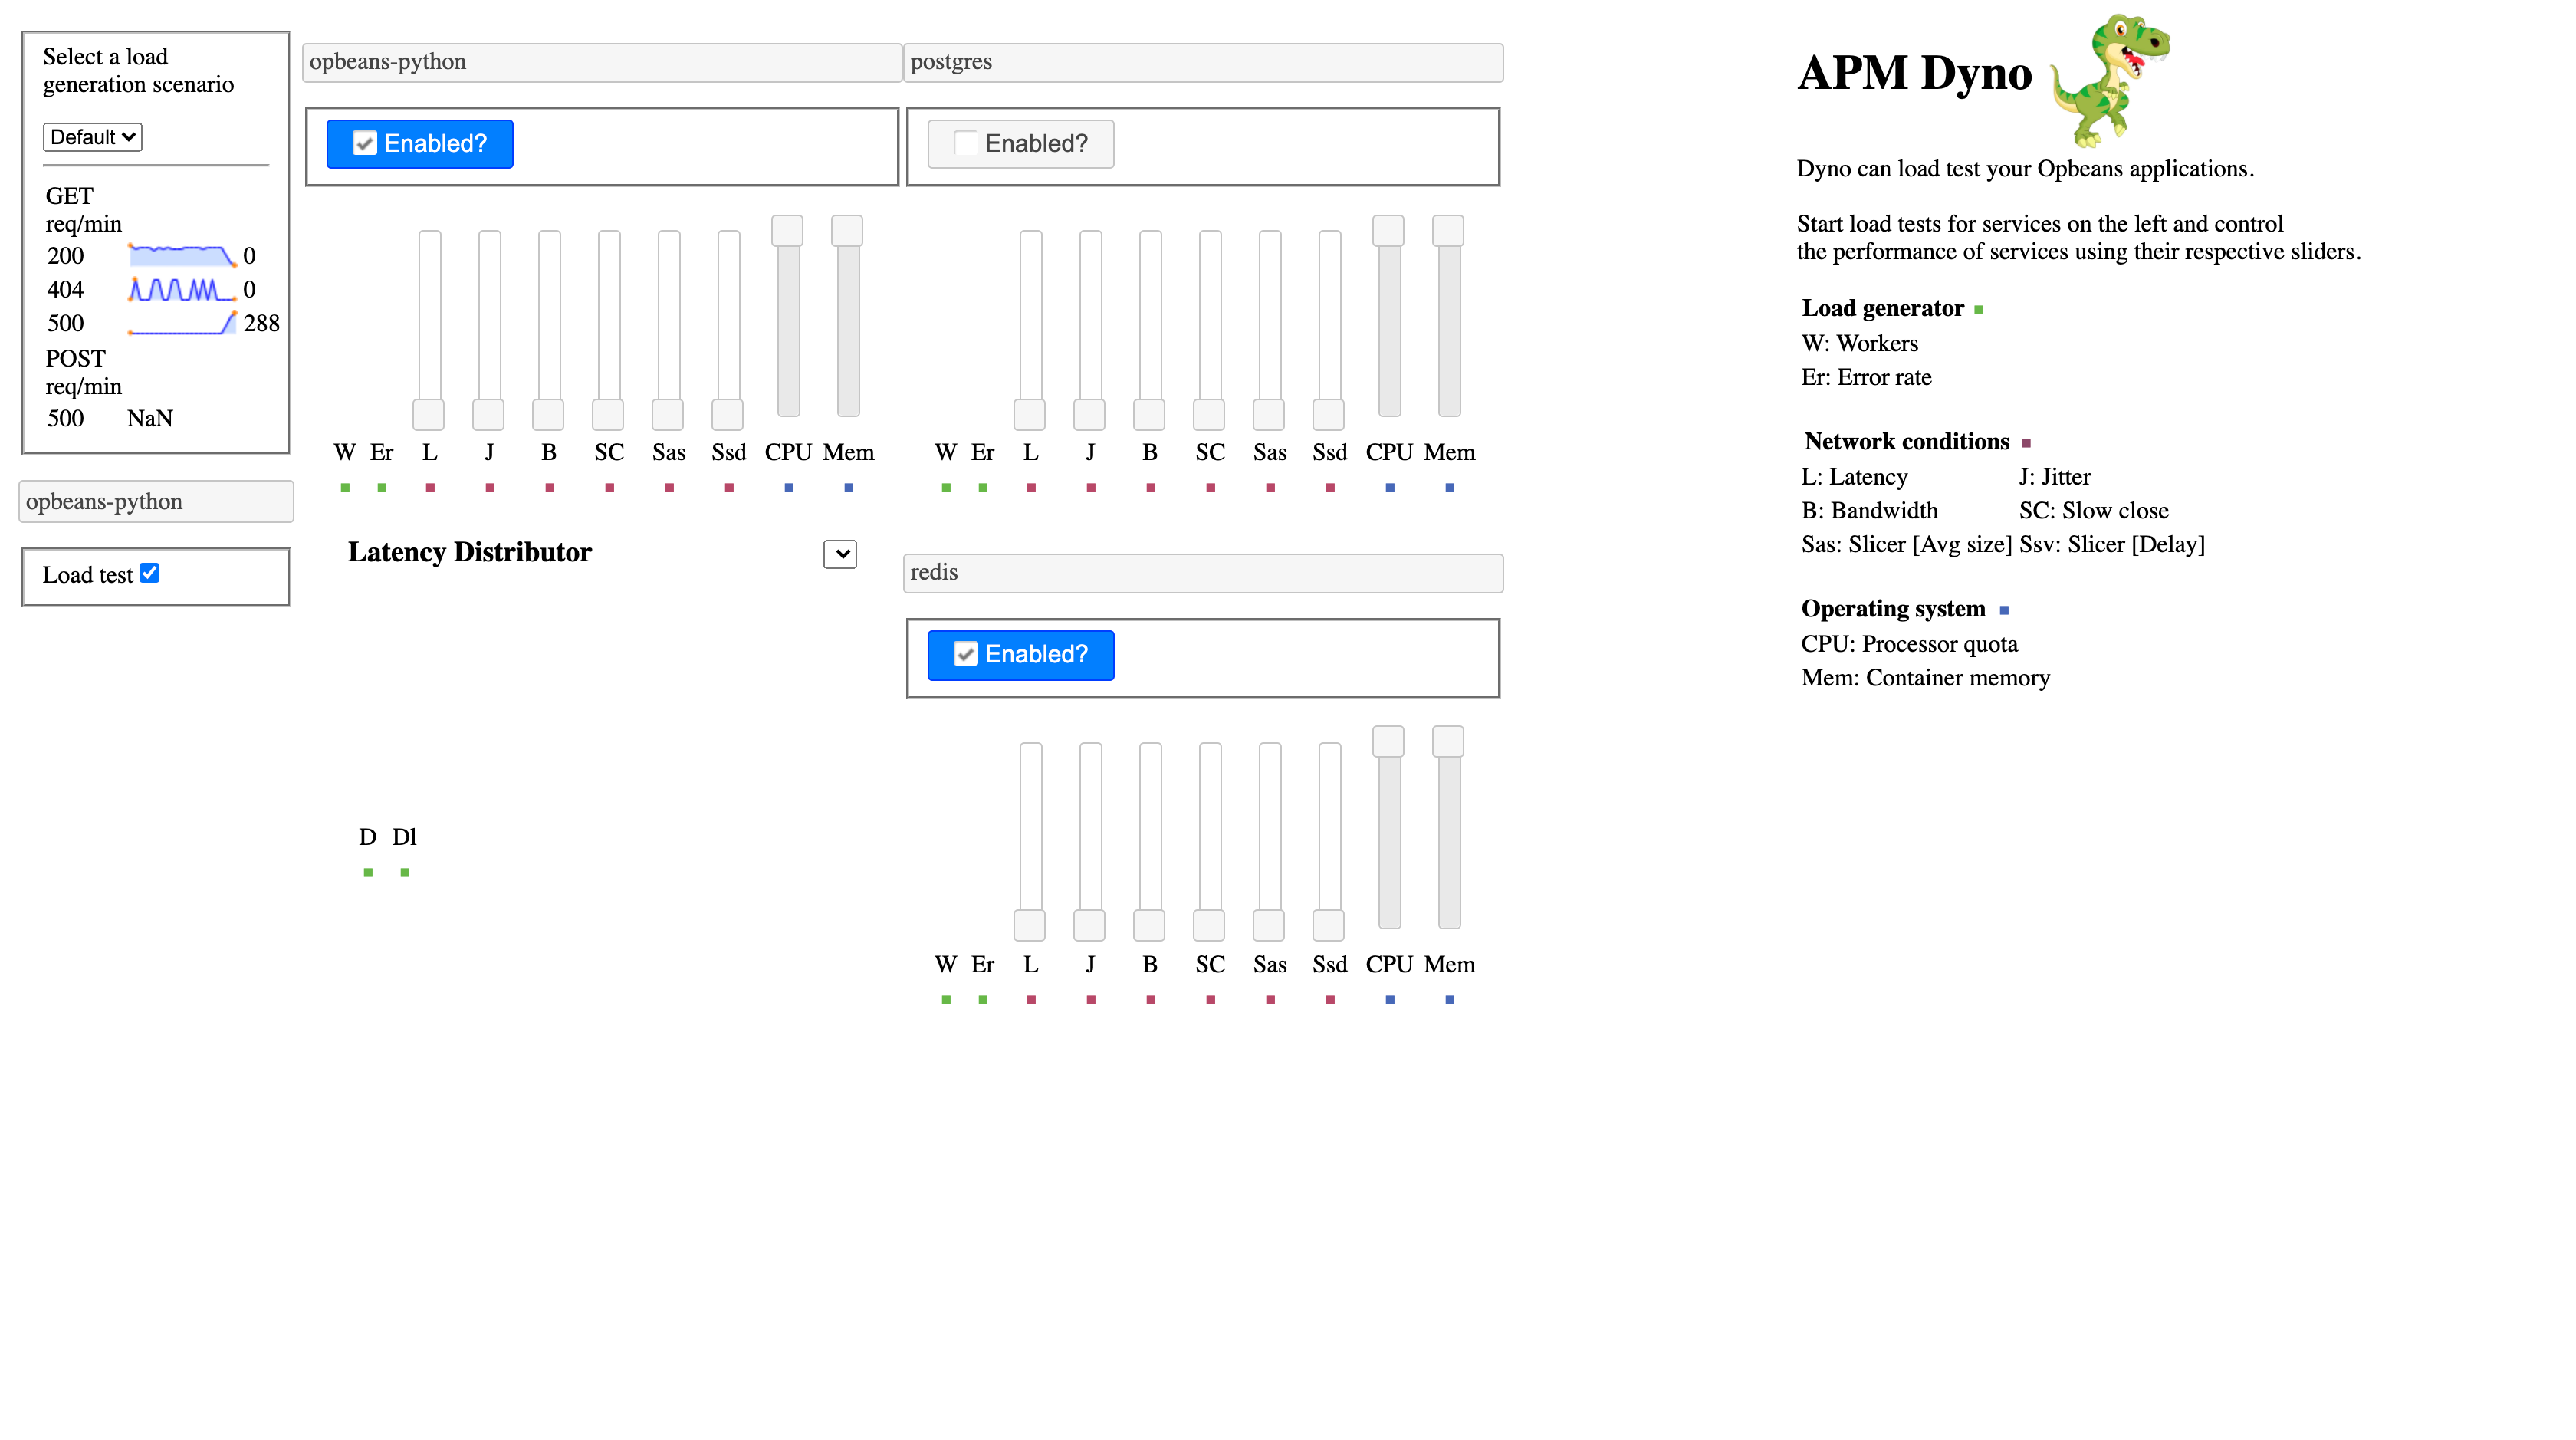 Select a load
generation scenario
Default
GET
req/min
200 0
404 0
500 288
POST
req/min
500 NaN
opbeans-python
Load test
opbeans-python
Enabled?
W Er L J B SC Sas Ssd CPU Mem
Latency Distributor
D Dl
postgres
Enabled?
W Er L J B SC Sas Ssd CPU Mem
redis
Enabled?
W Er L J B SC Sas Ssd CPU Mem
APM Dyno
Dyno can load test your Opbeans applications.
Start load tests for services on the left and control
the performance of services using their respective sliders.
Load generator
W: Workers
Er: Error rate
Network conditions
L: Latency J: Jitter
B: Bandwidth SC: Slow close
Sas: Slicer [Avg size] Ssv: Slicer [Delay]
Operating system
CPU: Processor quota
Mem: Container memory